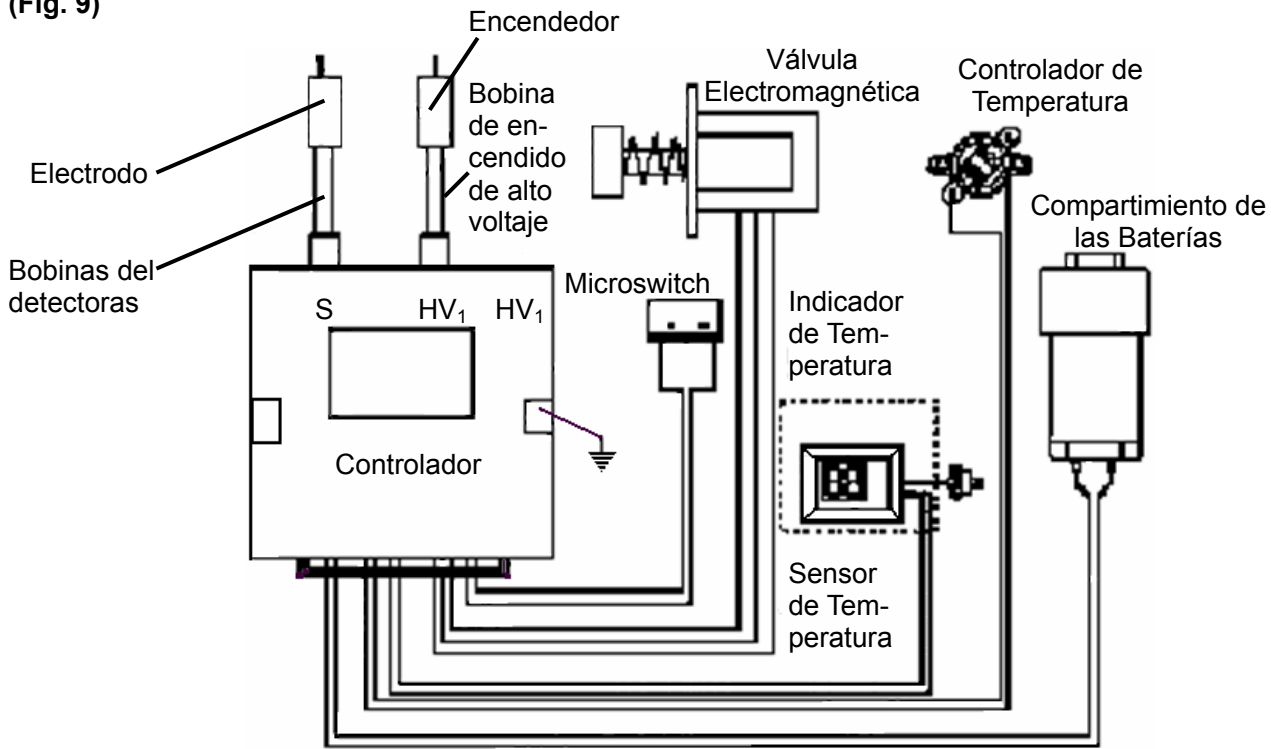 (Fig. 9)
Encendedor
Electrodo
Bobinas del
detectoras
Bobina
de en-
cendido
de alto
voltaje
Válvula
Electromagnética
Controlador de
Temperatura
Compartimiento de
las Baterías
Microswitch
Indicador
de Tem-
peratura
S HV₁ HV₁
Controlador
Sensor
de Tem-
peratura